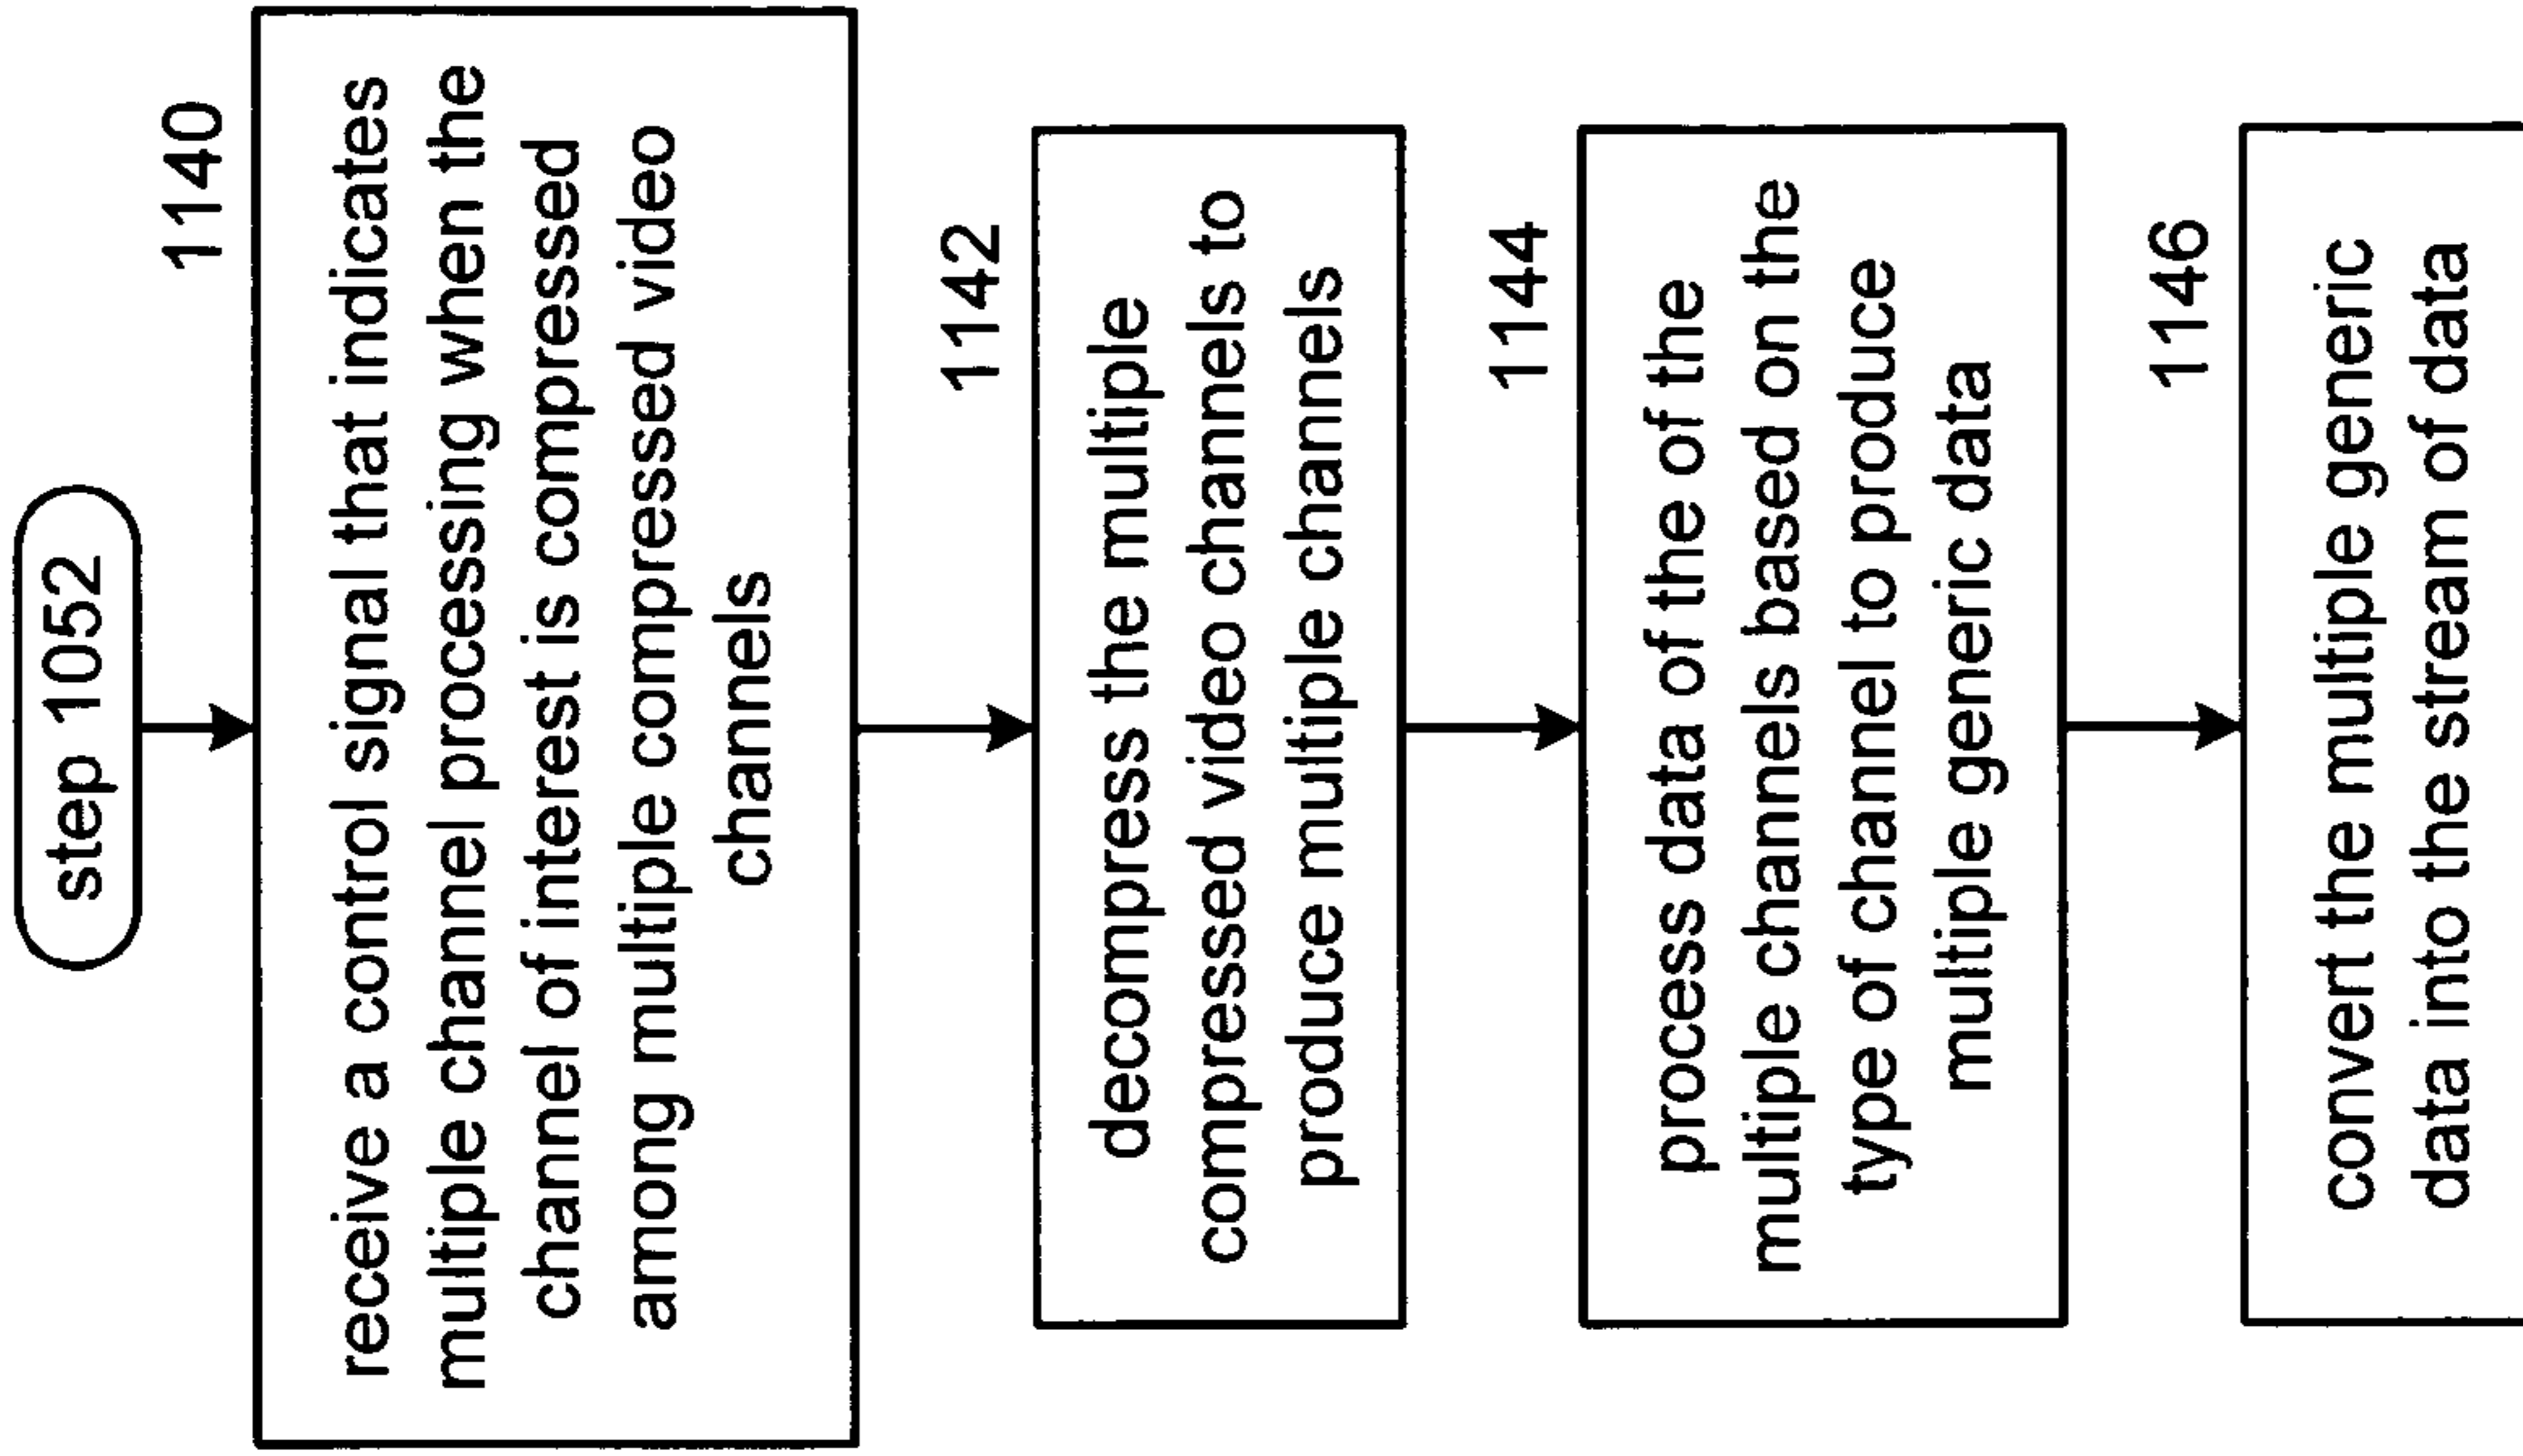 step 1052
1140
receive a control signal that indicates
multiple channel processing when the
channel of interest is compressed
among multiple compressed video
channels
1142
decompress the multiple
compressed video channels to
produce multiple channels
1144
process data of the of the
multiple channels based on the
type of channel to produce
multiple generic data
1146
convert the multiple generic
data into the stream of data